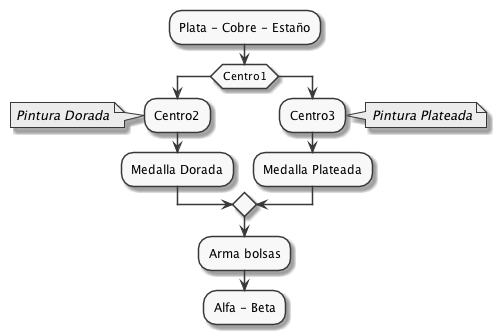 Plata - Cobre - Estaño
Centro1
Pintura Dorada
Centro2
Centro3
Pintura Plateada
Medalla Dorada
Medalla Plateada
Arma bolsas
Alfa - Beta